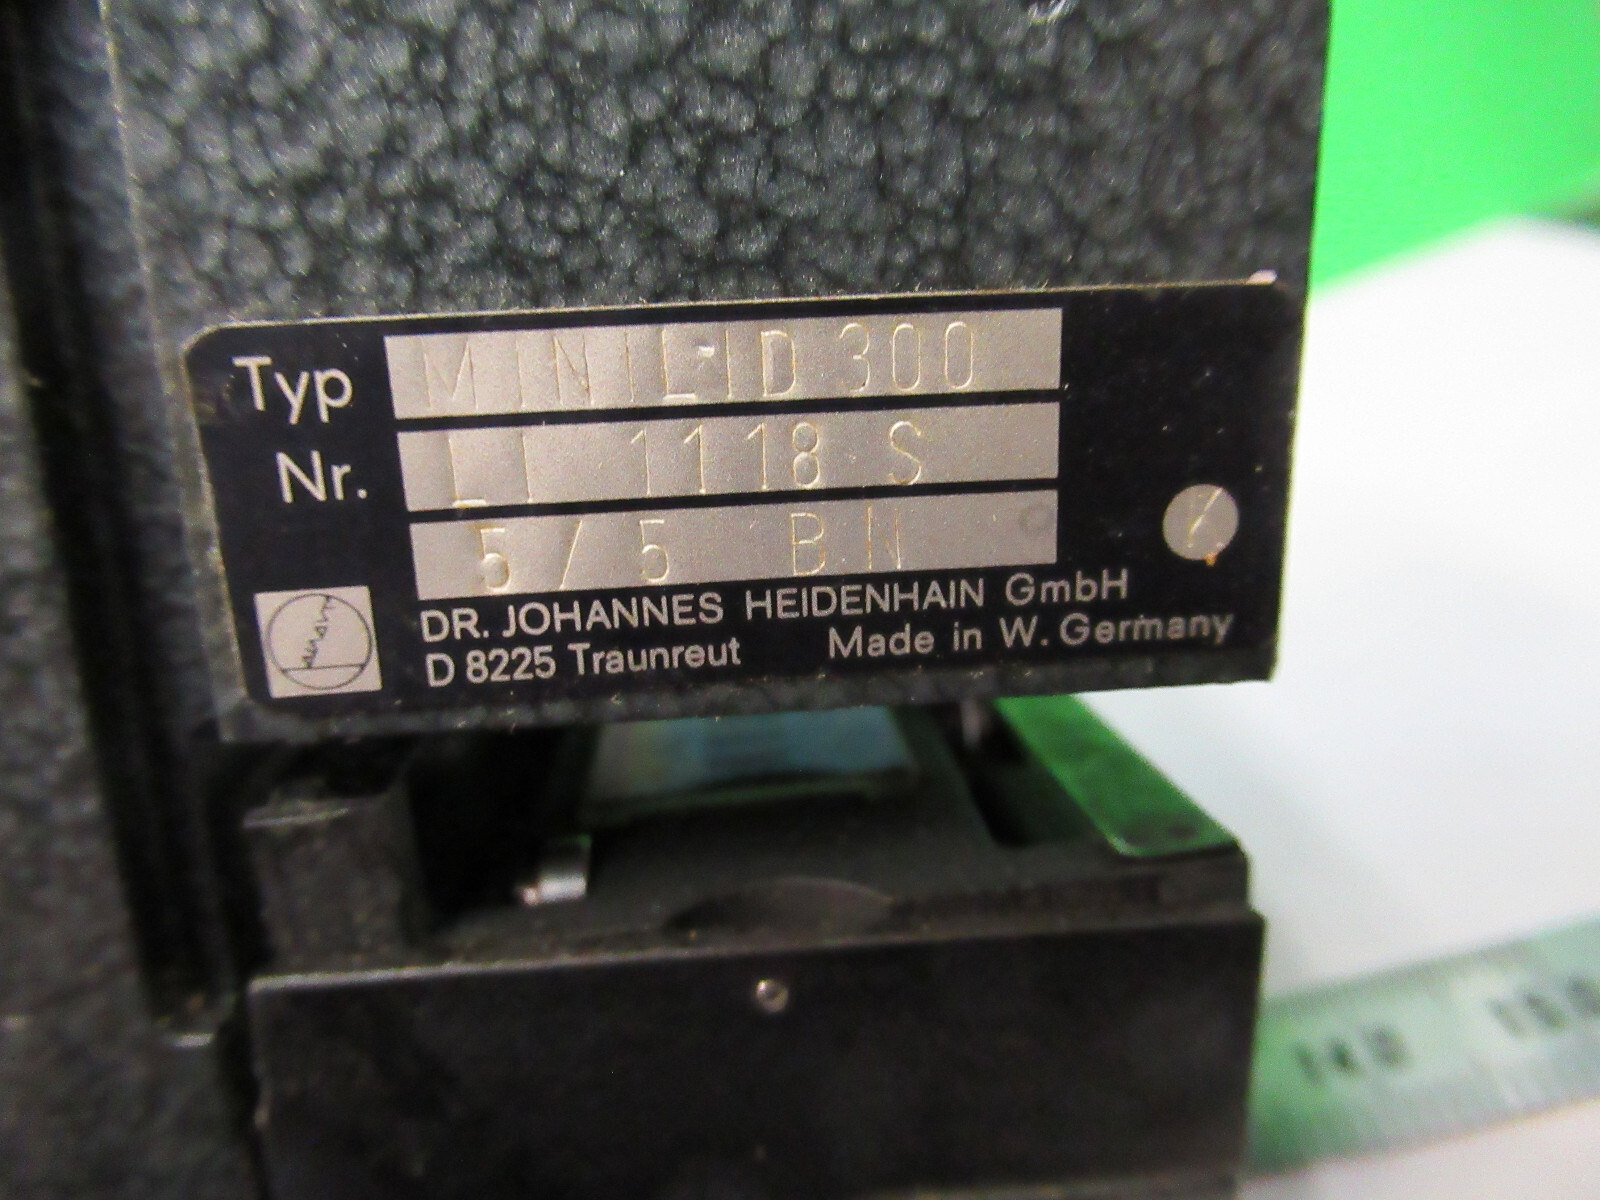 Typ MINILID 300
Nr. LI 1118 S
5/5 BN
DR. JOHANNES HEIDENHAIN GmbH
D 8225 Traunreut Made in W. Germany